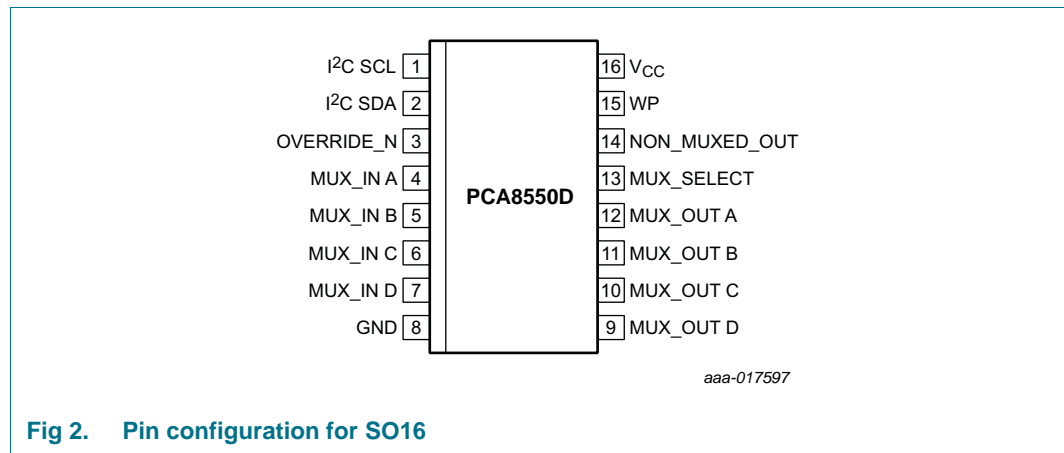 I²C SCL 1
I²C SDA 2
OVERRIDE_N 3
MUX_IN A 4
MUX_IN B 5
MUX_IN C 6
MUX_IN D 7
GND 8
PCA8550D
16 VCC
15 WP
14 NON_MUXED_OUT
13 MUX_SELECT
12 MUX_OUT A
11 MUX_OUT B
10 MUX_OUT C
9 MUX_OUT D
aaa-017597
Fig 2. Pin configuration for SO16